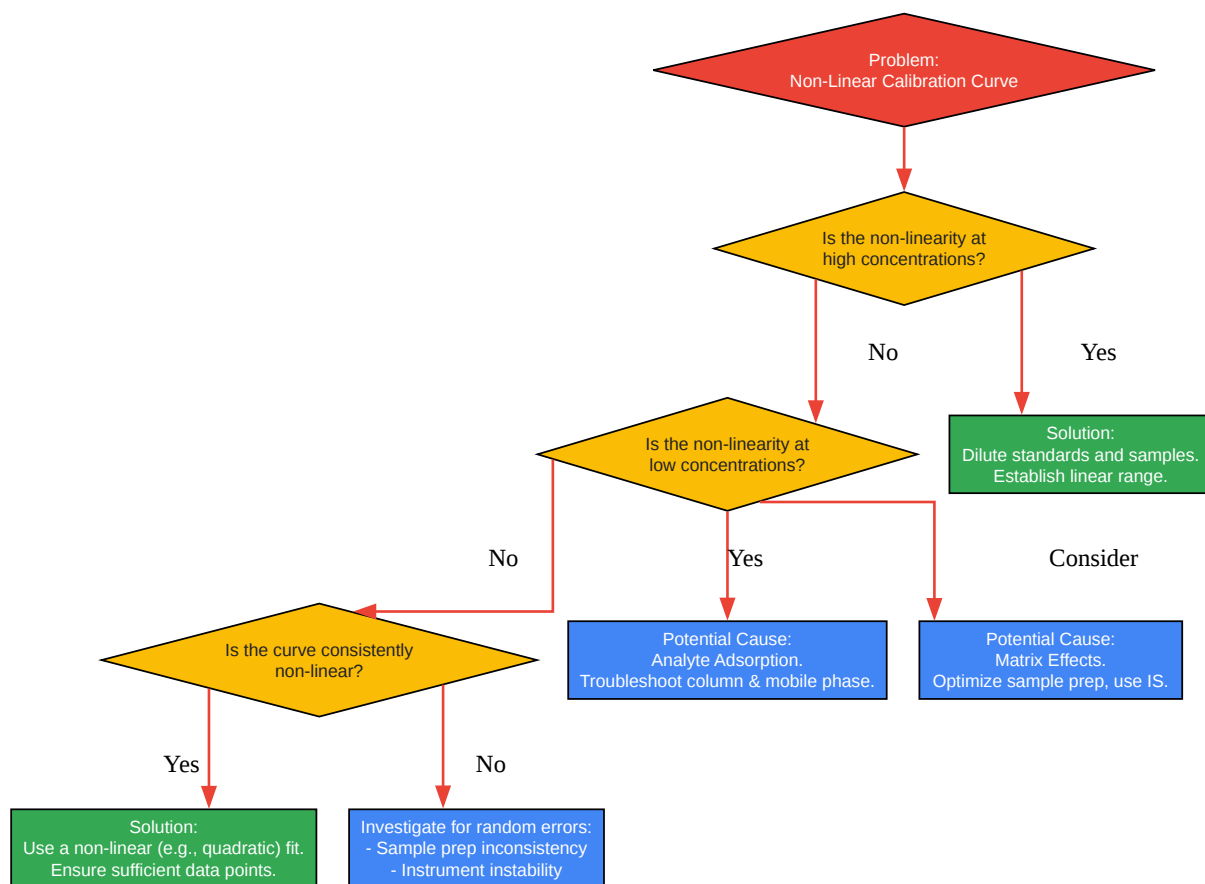 Problem:
Non-Linear Calibration Curve
Is the non-linearity at
high concentrations?
No
Yes
Is the non-linearity at
low concentrations?
Solution:
Dilute standards and samples.
Establish linear range.
No
Yes
Consider
Is the curve consistently
non-linear?
Potential Cause:
Analyte Adsorption.
Troubleshoot column & mobile phase.
Potential Cause:
Matrix Effects.
Optimize sample prep, use IS.
Yes
No
Solution:
Use a non-linear (e.g., quadratic) fit.
Ensure sufficient data points.
Investigate for random errors:
- Sample prep inconsistency
- Instrument instability